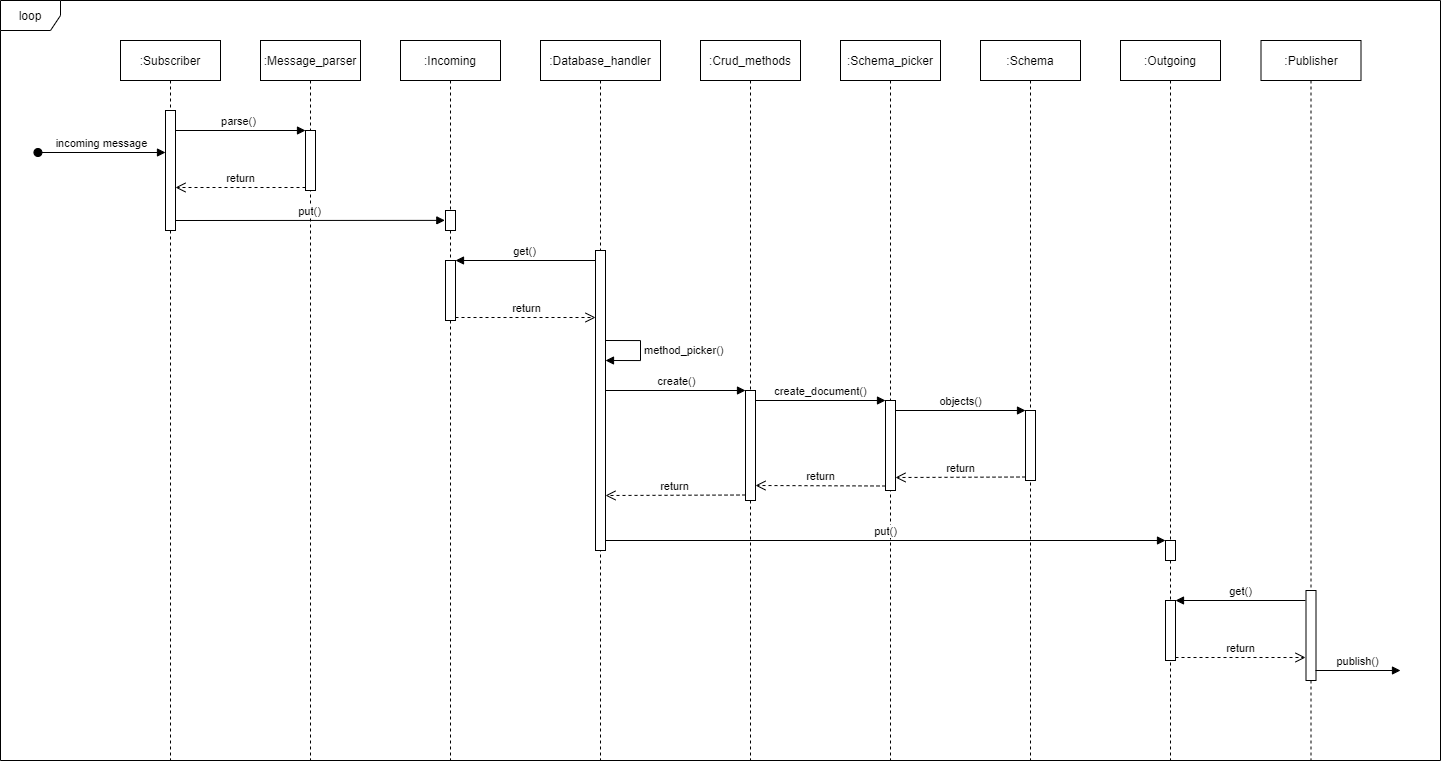 loop
:Subscriber
:Message_parser
:Incoming
:Database_handler
:Crud_methods
:Schema_picker
:Schema
:Outgoing
:Publisher
parse()
incoming message
return
put()
get()
return
method_picker()
create()
create_document()
objects()
return
return
return
put()
get()
return
publish()